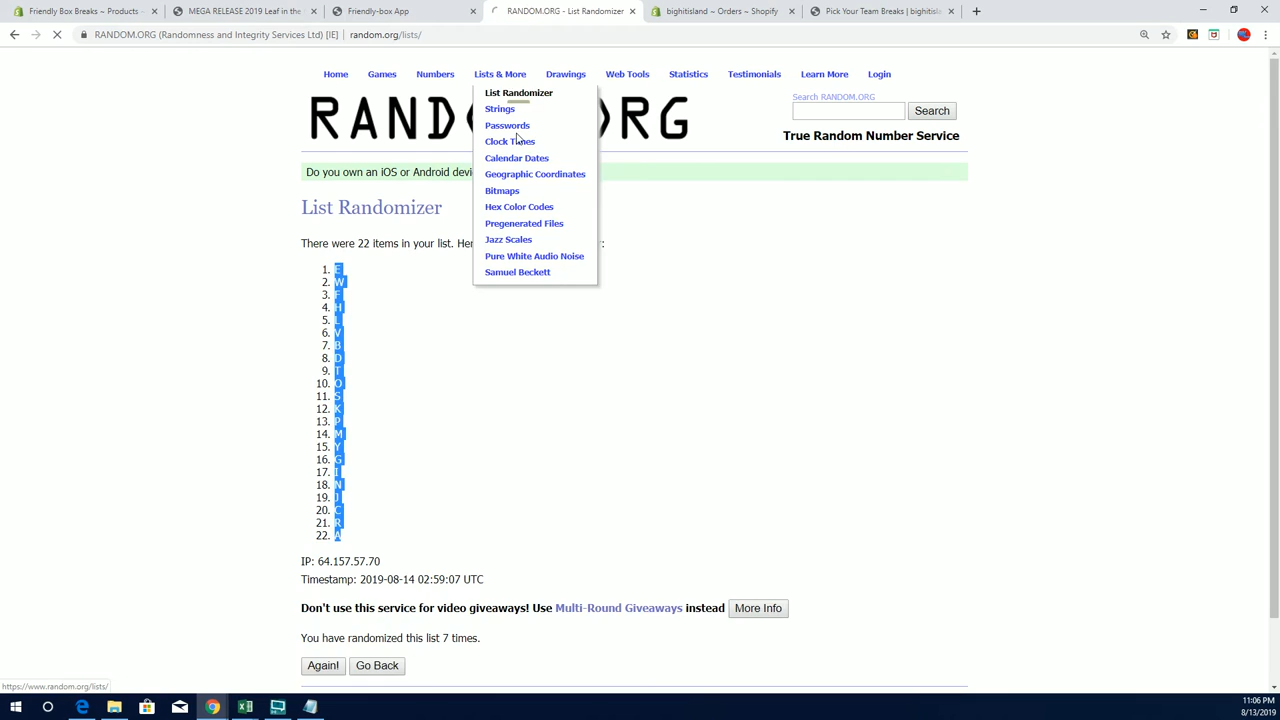 Friendly Box Breaks ~ Products ~
MEGA RELEASE 2019 Leaf in the
Friendly-box App
RANDOM.ORG - List Randomizer
bightisland ~ Orders ~ Shopify
Pick Your Team Breaks | bightisle
RANDOM.ORG (Randomness and Integrity Services Ltd) [IE] | random.org/lists/
Home Games Numbers Lists & More Drawings Web Tools Statistics Testimonials Learn More Login
List Randomizer
Strings
Passwords
Clock Times
Calendar Dates
Geographic Coordinates
Bitmaps
Hex Color Codes
Pregenerated Files
Jazz Scales
Pure White Audio Noise
Samuel Beckett
Search RANDOM.ORG
Search
RAND RG
True Random Number Service
Do you own an iOS or Android devi
List Randomizer
There were 22 items in your list. Her :
1. E
2. W
3. F
4. H
5. L
6. V
7. B
8. D
9. T
10. O
11. S
12. K
13. P
14. M
15. Y
16. G
17. I
18. N
19. J
20. C
21. R
22. A
IP: 64.157.57.70
Timestamp: 2019-08-14 02:59:07 UTC
Don't use this service for video giveaways! Use Multi-Round Giveaways instead More Info
You have randomized this list 7 times.
Again! Go Back
https://www.random.org/lists/
11:06 PM
8/13/2019